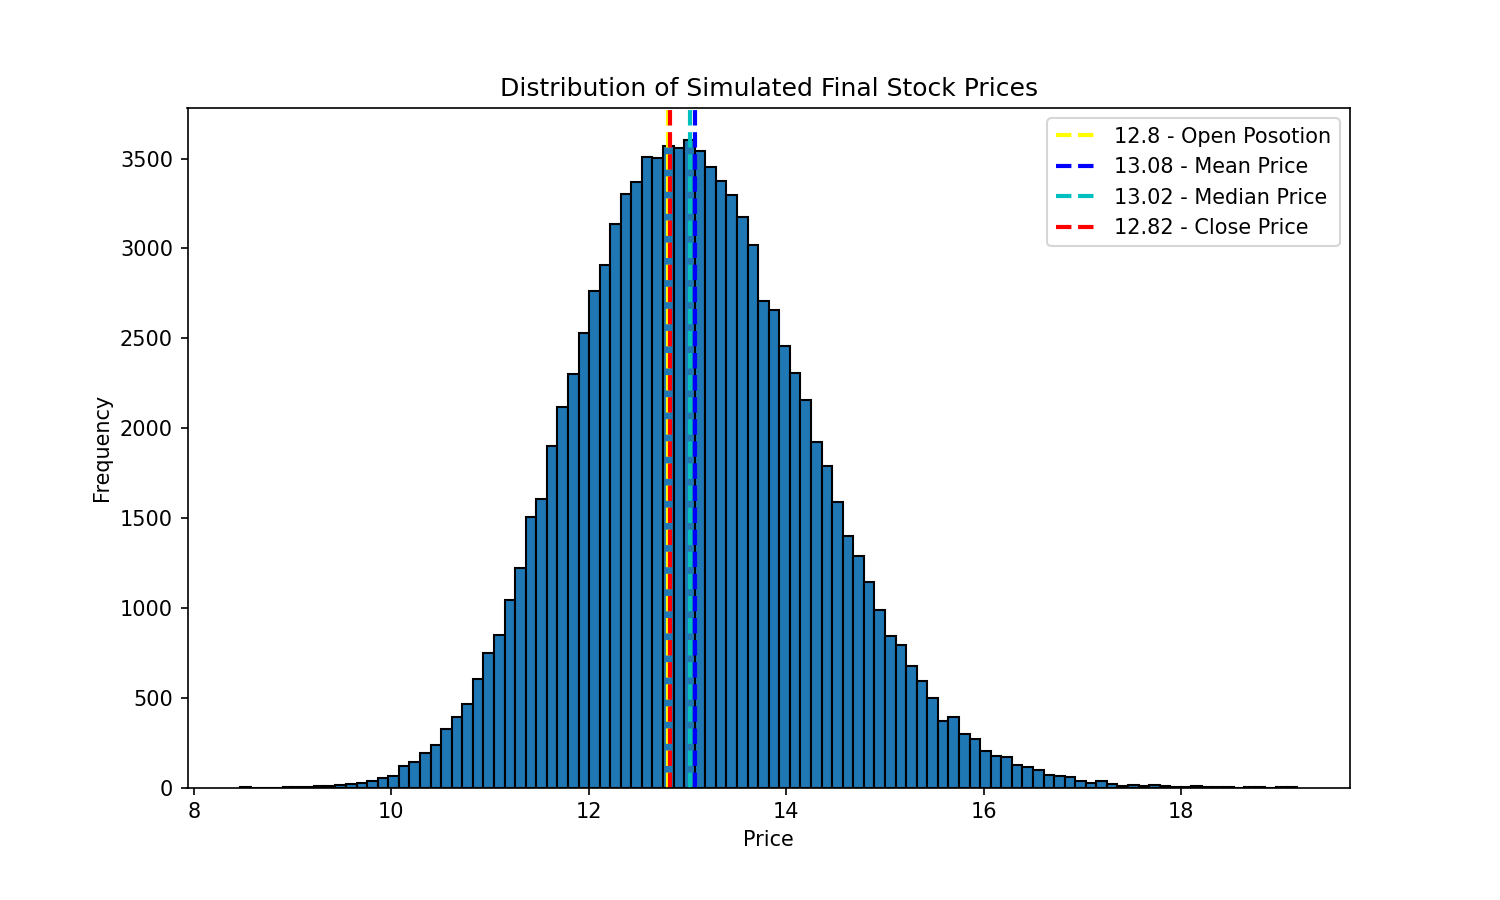 Distribution of Simulated Final Stock Prices
12.8 - Open Posotion
13.08 - Mean Price
13.02 - Median Price
12.82 - Close Price
3500
3000
2500
2000
1500
1000
500
0
Frequency
8 10 12 14 16 18
Price